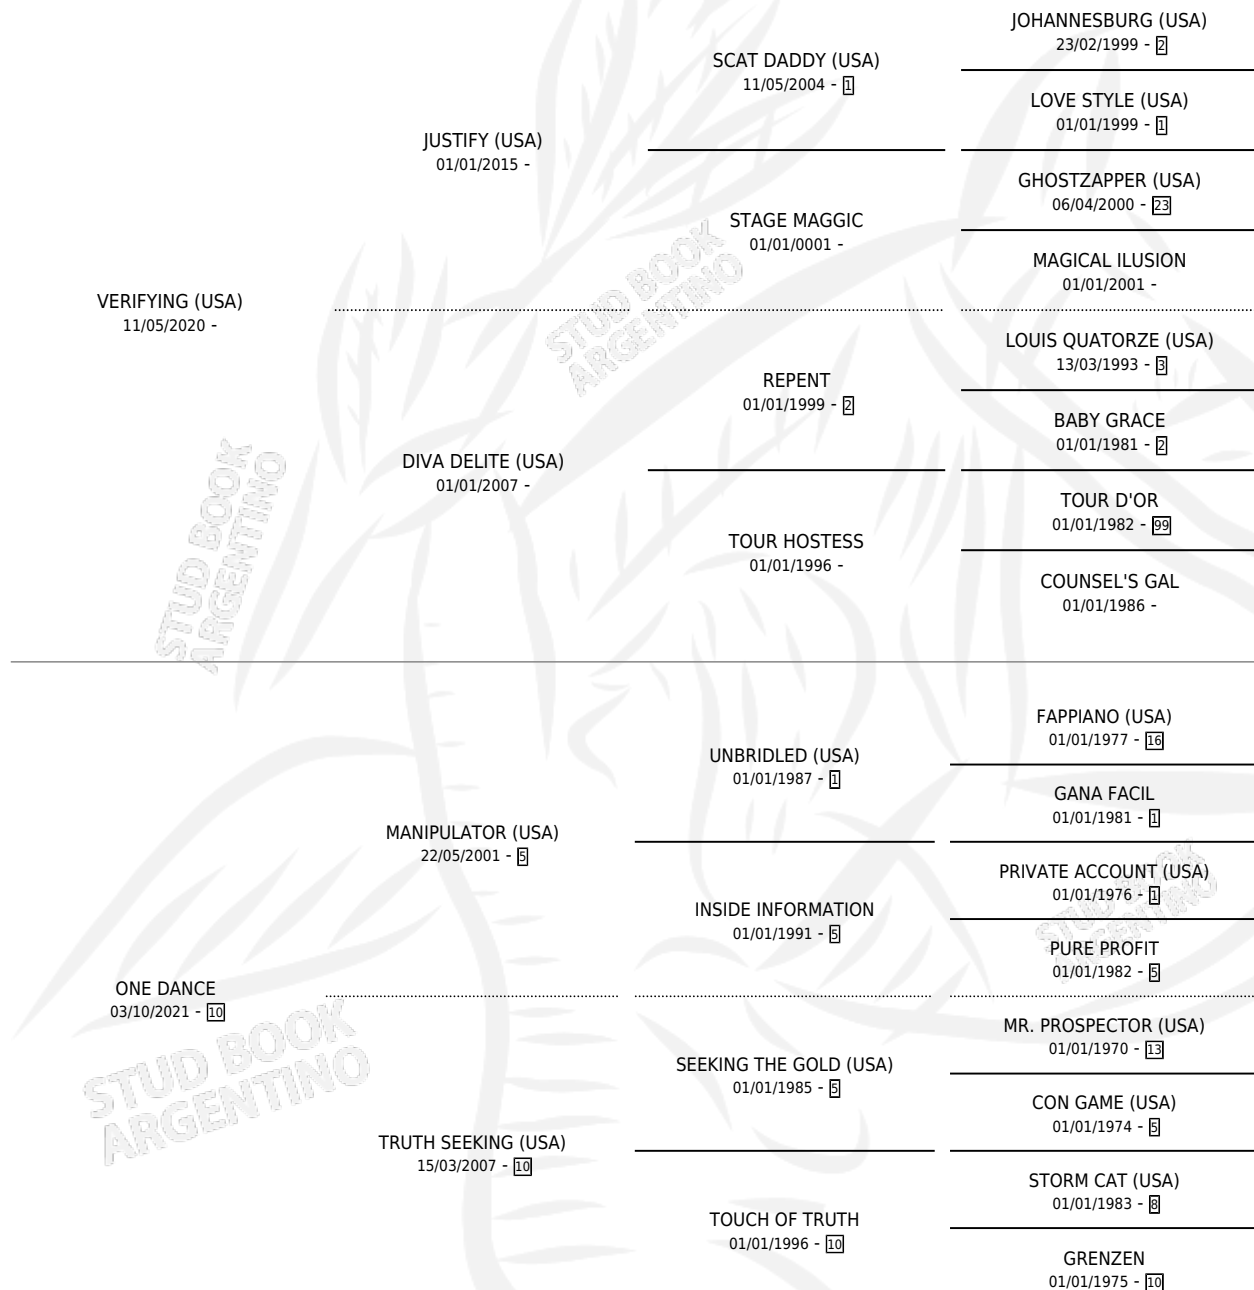 JOHANNESBURG (USA)
23/02/1999 - 2
SCAT DADDY (USA)
11/05/2004 - 1
LOVE STYLE (USA)
01/01/1999 - 1
JUSTIFY (USA)
01/01/2015 -
GHOSTZAPPER (USA)
06/04/2000 - 23
STAGE MAGGIC
01/01/0001 -
MAGICAL ILUSION
01/01/2001 -
VERIFYING (USA)
11/05/2020 -
LOUIS QUATORZE (USA)
13/03/1993 - 3
REPENT
01/01/1999 - 2
BABY GRACE
01/01/1981 - 2
DIVA DELITE (USA)
01/01/2007 -
TOUR D'OR
01/01/1982 - 99
TOUR HOSTESS
01/01/1996 -
COUNSEL'S GAL
01/01/1986 -
FAPPIANO (USA)
01/01/1977 - 16
UNBRIDLED (USA)
01/01/1987 - 1
GANA FACIL
01/01/1981 - 1
MANIPULATOR (USA)
22/05/2001 - 5
PRIVATE ACCOUNT (USA)
01/01/1976 - 1
INSIDE INFORMATION
01/01/1991 - 5
PURE PROFIT
01/01/1982 - 5
ONE DANCE
03/10/2021 - 10
MR. PROSPECTOR (USA)
01/01/1970 - 13
SEEKING THE GOLD (USA)
01/01/1985 - 5
CON GAME (USA)
01/01/1974 - 5
TRUTH SEEKING (USA)
15/03/2007 - 10
STORM CAT (USA)
01/01/1983 - 8
TOUCH OF TRUTH
01/01/1996 - 10
GRENZEN
01/01/1975 - 10
STUD BOOK
ARGENTINO
STUD BOOK
ARGENTINO
STUD BOOK
ARGENTINO
STUD BOOK
ARGENTINO